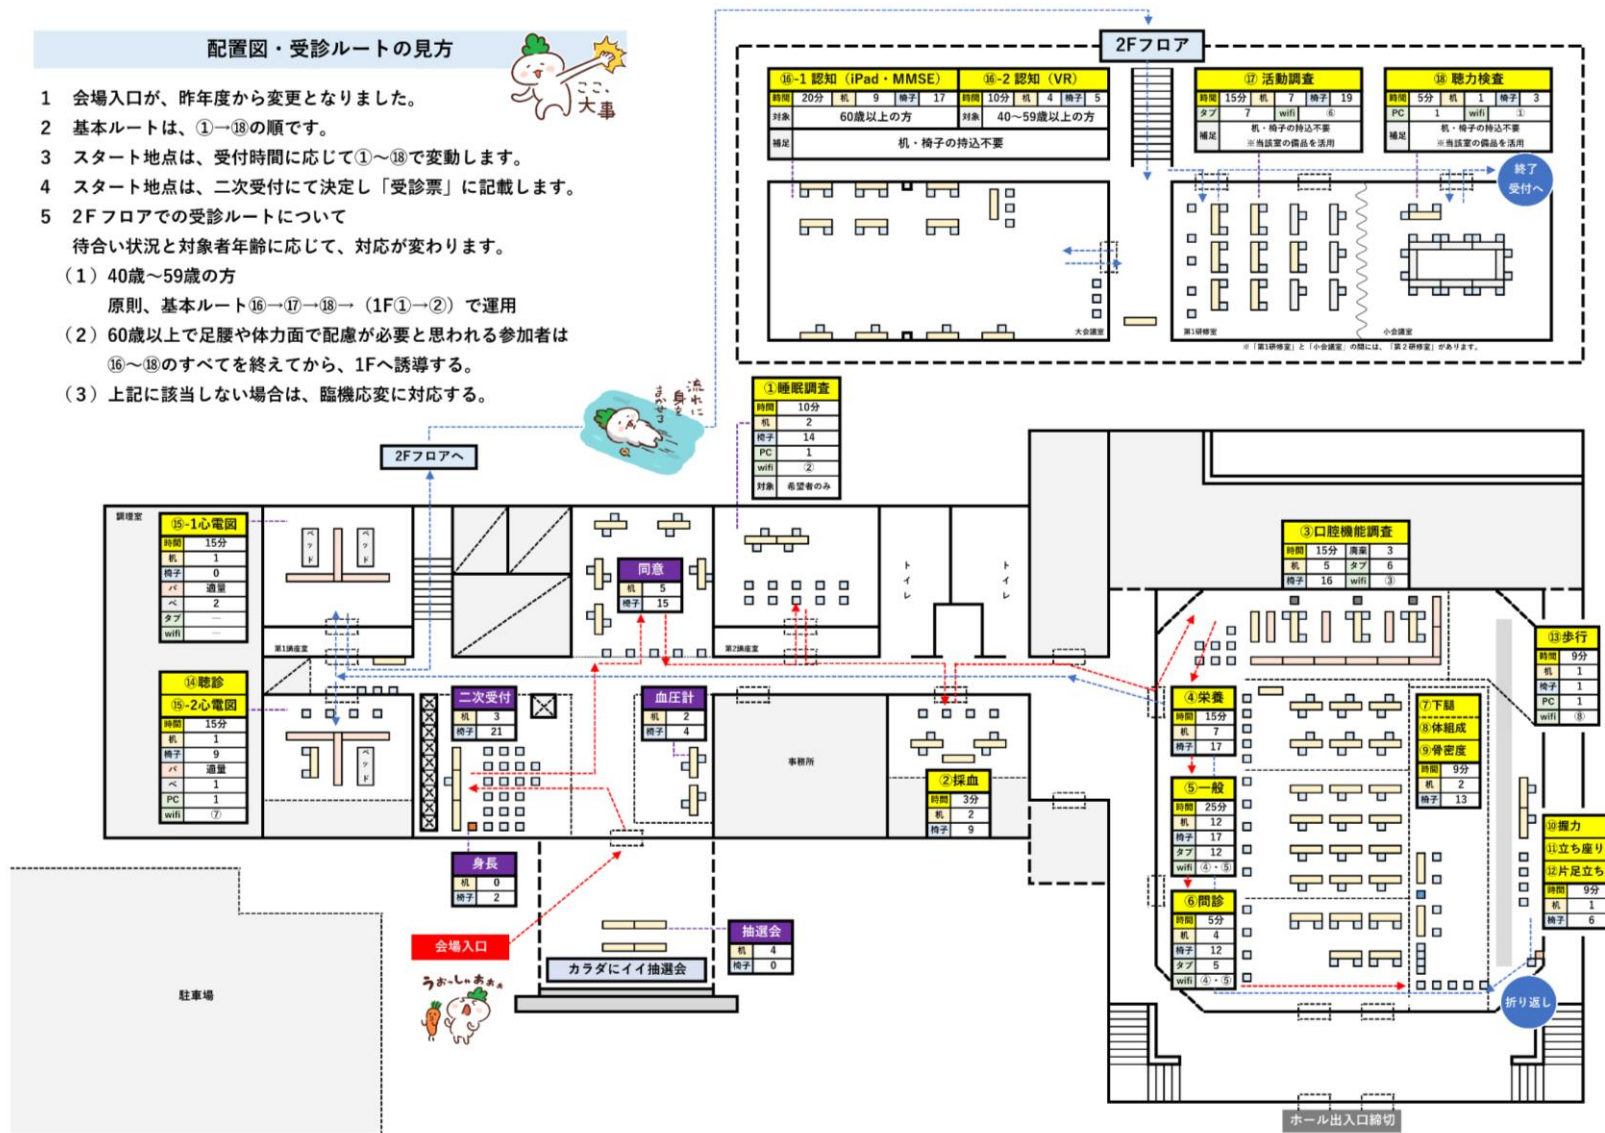 配置図・受診ルートの見方
ここ、
大事
1 会場入口が、昨年度から変更となりました。
2 基本ルートは、①→⑱の順です。
3 スタート地点は、受付時間に応じて①～⑱で変動します。
4 スタート地点は、二次受付にて決定し「受診票」に記載します。
5 2Fフロアでの受診ルートについて
待合い状況と対象者年齢に応じて、対応が変わります。
（1）40歳～59歳の方
原則、基本ルート⑯→⑰→⑱→（1F①→②）で運用
（2）60歳以上で足腰や体力面で配慮が必要と思われる参加者は
⑯～⑱のすべてを終えてから、1Fへ誘導する。
（3）上記に該当しない場合は、臨機応変に対応する。
流れに
身を
まかせろ
2Fフロア
⑯-1 認知（iPad・MMSE）
時間 20分 机 9 椅子 17
対象 60歳以上の方
⑯-2 認知（VR）
時間 10分 机 4 椅子 5
対象 40～59歳以上の方
補足 机・椅子の持込不要
⑰ 活動調査
時間 15分 机 7 椅子 19
タブ 7 wifi ⑥
補足 机・椅子の持込不要
※当該室の備品を活用
⑱ 聴力検査
時間 5分 机 1 椅子 3
PC 1 wifi ①
補足 机・椅子の持込不要
※当該室の備品を活用
終了
受付へ
大会議室
第1研修室
小会議室
※「第1研修室」と「小会議室」の間には、「第2研修室」があります。
2Fフロアへ
①睡眠調査
時間 10分
机 2
椅子 14
PC 1
wifi ②
対象 希望者のみ
調理室
⑮-1心電図
時間 15分
机 1
椅子 0
パ 適量
ベ 2
タブ ―
wifi ―
ベッド
ベッド
第1講座室
同意
机 5
椅子 15
第2講座室
トイレ
トイレ
③口腔機能調査
時間 15分 廃棄 3
机 5 タブ 6
椅子 16 wifi ③
⑬歩行
時間 9分
机 1
椅子 1
PC 1
wifi ⑧
⑭聴診
⑮-2心電図
時間 15分
机 1
椅子 9
パ 適量
ベ 1
PC 1
wifi ⑦
ベッド
二次受付
机 3
椅子 21
血圧計
机 2
椅子 4
事務所
②採血
時間 3分
机 2
椅子 9
④栄養
時間 15分
机 7
椅子 17
⑤一般
時間 25分
机 12
椅子 17
タブ 12
wifi ④・⑤
⑥問診
時間 5分
机 4
椅子 12
タブ 5
wifi ④・⑤
⑦下腿
⑧体組成
⑨骨密度
時間 9分
机 2
椅子 13
⑩握力
⑪立ち座り
⑫片足立ち
時間 9分
机 1
椅子 6
折り返し
身長
机 0
椅子 2
会場入口
うおっしゃあぁぁ
抽選会
机 4
椅子 0
カラダにイイ抽選会
駐車場
ホール出入口締切